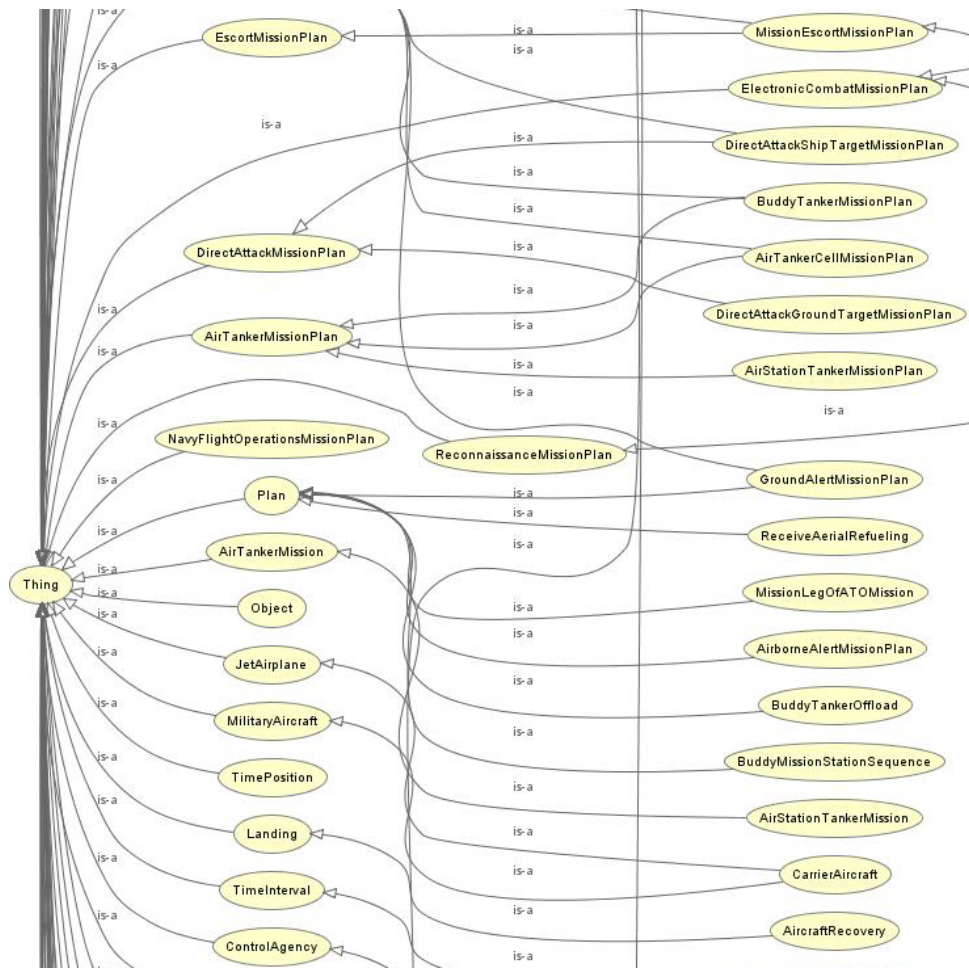 is-a
EscortMissionPlan
is-a
MissionEscortMissionPlan
is-a
is-a
ElectronicCombatMissionPlan
is-a
is-a
DirectAttackShipTargetMissionPlan
is-a
BuddyTankerMissionPlan
is-a
DirectAttackMissionPlan
is-a
AirTankerCellMissionPlan
is-a
is-a
DirectAttackGroundTargetMissionPlan
is-a
AirTankerMissionPlan
is-a
is-a
AirStationTankerMissionPlan
is-a
is-a
NavyFlightOperationsMissionPlan
is-a
ReconnaissanceMissionPlan
is-a
Plan
is-a
GroundAlertMissionPlan
is-a
is-a
ReceiveAerialRefueling
AirTankerMission
is-a
is-a
Thing
is-a
Object
is-a
MissionLegOfATOMission
is-a
is-a
AirborneAlertMissionPlan
is-a
JetAirplane
is-a
is-a
BuddyTankerOffload
MilitaryAircraft
is-a
is-a
BuddyMissionStationSequence
TimePosition
is-a
AirStationTankerMission
Landing
is-a
is-a
CarrierAircraft
TimeInterval
is-a
is-a
AircraftRecovery
ControlAgency
is-a